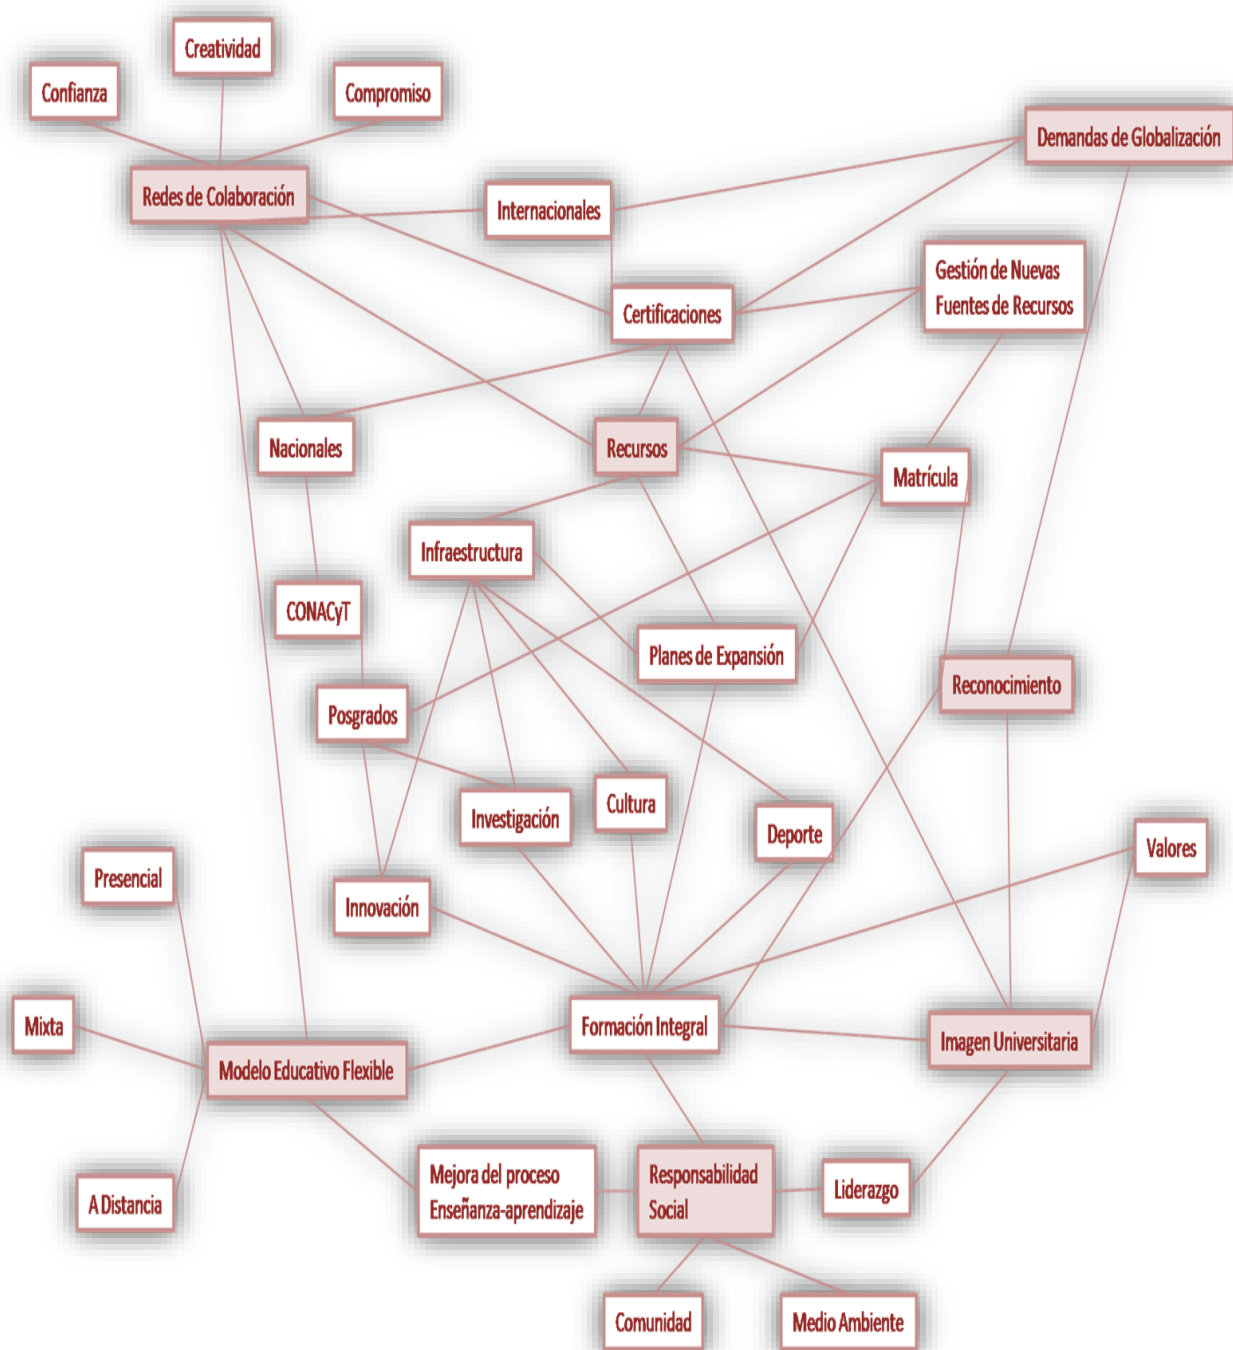 Creatividad
Confianza
Compromiso
Demandas de Globalización
Redes de Colaboración
Internacionales
Gestión de Nuevas
Fuentes de Recursos
Certificaciones
Nacionales
Recursos
Matrícula
Infraestructura
CONACyT
Planes de Expansión
Reconocimiento
Posgrados
Investigación
Cultura
Deporte
Valores
Presencial
Innovación
Mixta
Formación Integral
Imagen Universitaria
Modelo Educativo Flexible
Mejora del proceso
Enseñanza-aprendizaje
Responsabilidad
Social
Liderazgo
A Distancia
Comunidad
Medio Ambiente